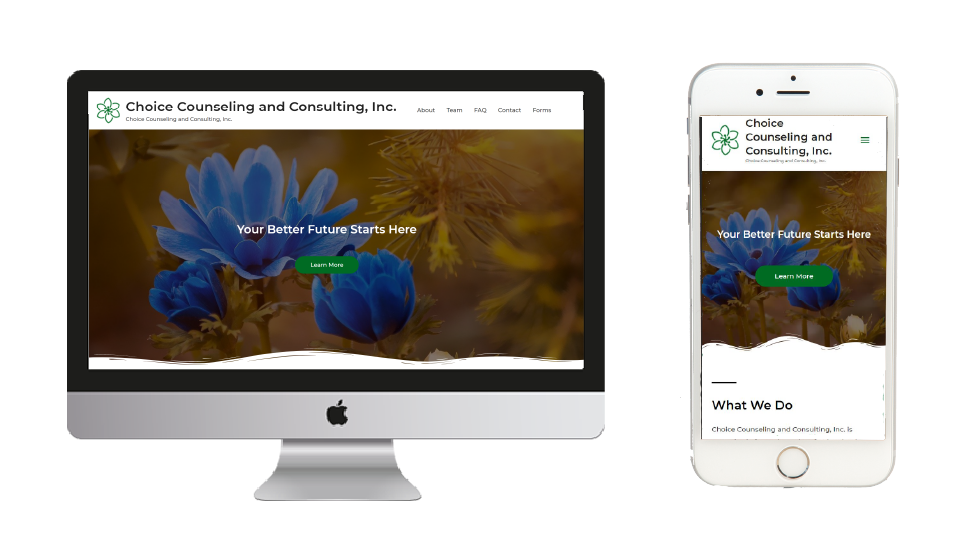 Choice Counseling and Consulting, Inc.
Choice Counseling and Consulting, Inc.
About Team FAQ Contact Forms
Your Better Future Starts Here
Learn More
Choice
Counseling and
Consulting, Inc.
Choice Counseling and Consulting, Inc.
Your Better Future Starts Here
Learn More
What We Do
Choice Counseling and Consulting, Inc. is